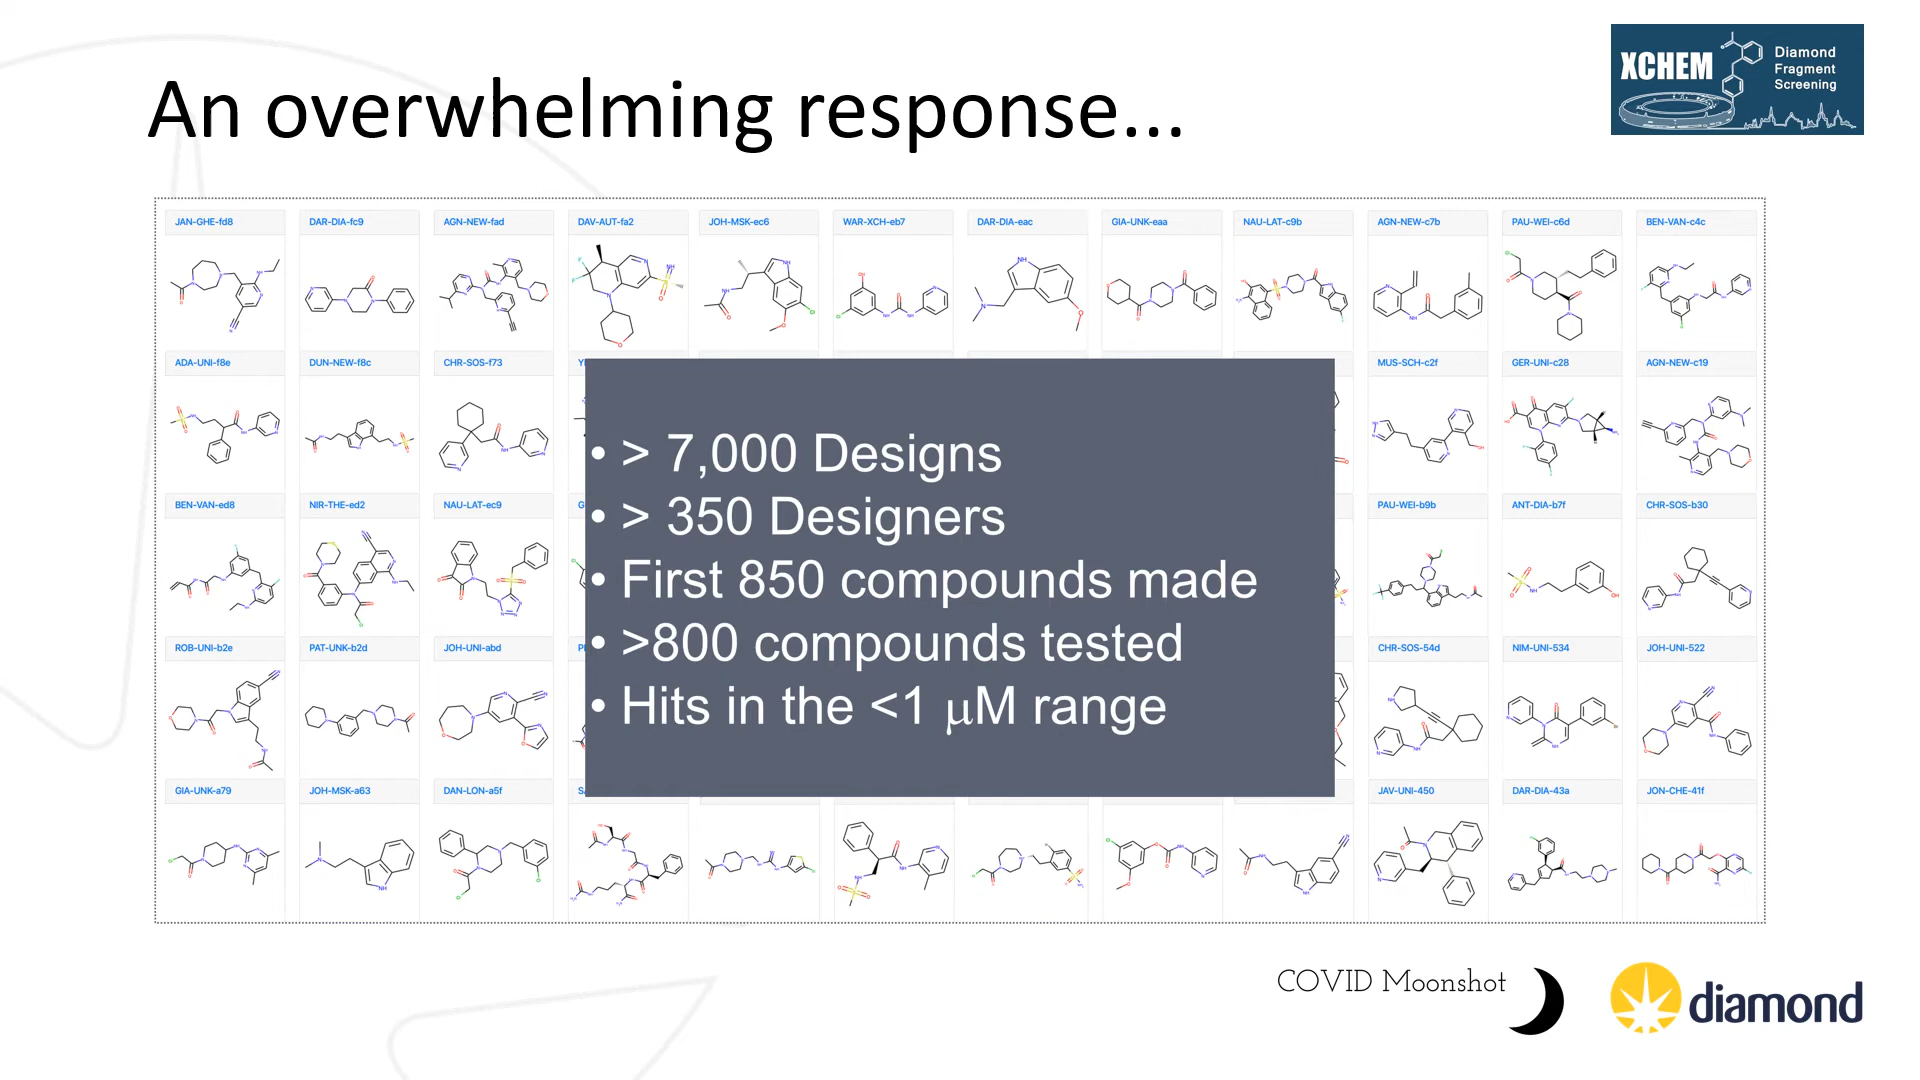 An overwhelming response...
XCHEM
Diamond
Fragment
Screening
JAN-GHE-fd8 DAR-DIA-fc9 AGN-NEW-fad DAV-AUT-fa2 JOH-MSK-ec6 WAR-XCH-eb7 DAR-DIA-eac GIA-UNK-eaa NAU-LAT-c9b AGN-NEW-c7b PAU-WEI-c6d BEN-VAN-c4c
ADA-UNI-f8e DUN-NEW-f8c CHR-SOS-f73 MUS-SCH-c2f GER-UNI-c28 AGN-NEW-c19
BEN-VAN-ed8 NIR-THE-ed2 NAU-LAT-ec9 PAU-WEI-b9b ANT-DIA-b7f CHR-SOS-b30
ROB-UNI-b2e PAT-UNK-b2d JOH-UNI-abd CHR-SOS-54d NIM-UNI-534 JOH-UNI-522
GIA-UNK-a79 JOH-MSK-a63 DAN-LON-a5f JAV-UNI-450 DAR-DIA-43a JON-CHE-41f
• > 7,000 Designs
• > 350 Designers
• First 850 compounds made
• >800 compounds tested
• Hits in the <1 µM range
COVID Moonshot
diamond